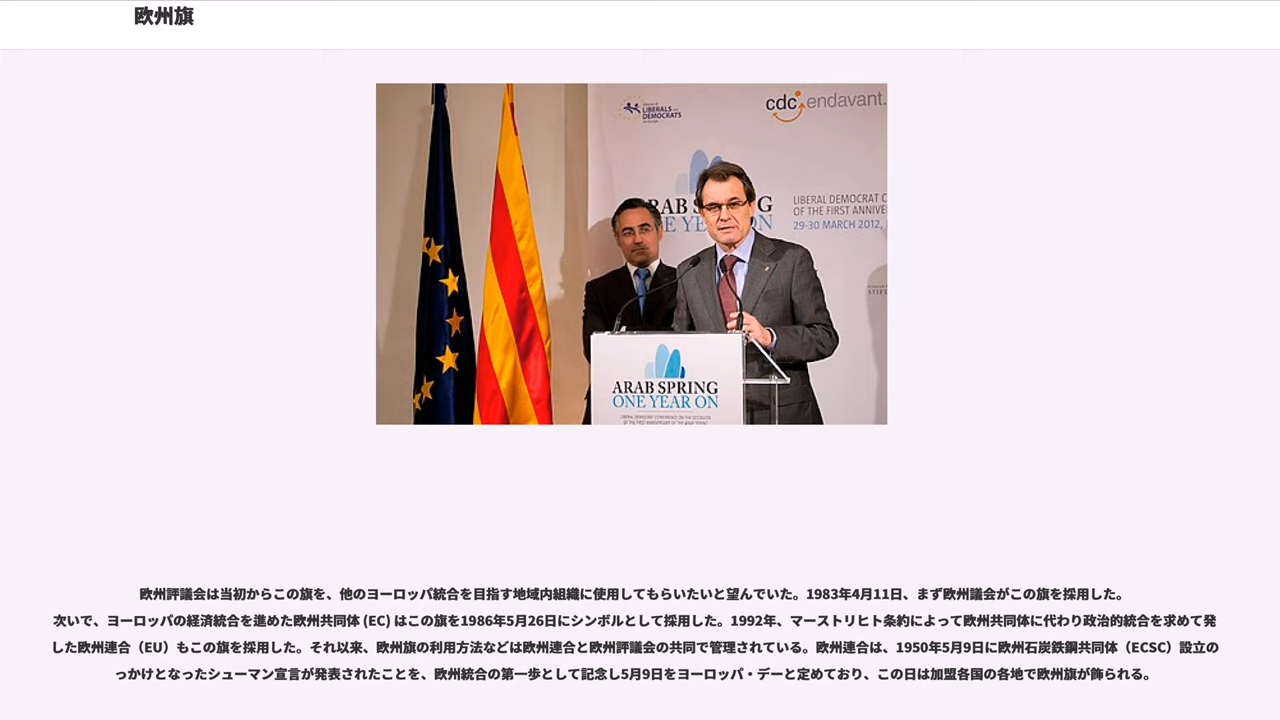 欧州旗
LIBERALS
DEMOCRATS
cdc endavant.
ARAB SPRING
ONE YE ON
LIBERAL DEMOCRAT C
OF THE FIRST ANNIVE
29-30 MARCH 2012,
ARAB SPRING
ONE YEAR ON
LIBERAL DEMOCRAT CONFERENCE ON THE OCCASION
OF THE FIRST ANNIVERSARY OF THE ARAB SPRING
欧州評議会は当初からこの旗を、他のヨーロッパ統合を目指す地域内組織に使用してもらいたいと望んでいた。1983年4月11日、まず欧州議会がこの旗を採用した。
次いで、ヨーロッパの経済統合を進めた欧州共同体 (EC) はこの旗を1986年5月26日にシンボルとして採用した。1992年、マーストリヒト条約によって欧州共同体に代わり政治的統合を求めて発
した欧州連合（EU）もこの旗を採用した。それ以来、欧州旗の利用方法などは欧州連合と欧州評議会の共同で管理されている。欧州連合は、1950年5月9日に欧州石炭鉄鋼共同体（ECSC）設立の
っかけとなったシューマン宣言が発表されたことを、欧州統合の第一歩として記念し5月9日をヨーロッパ・デーと定めており、この日は加盟各国の各地で欧州旗が飾られる。